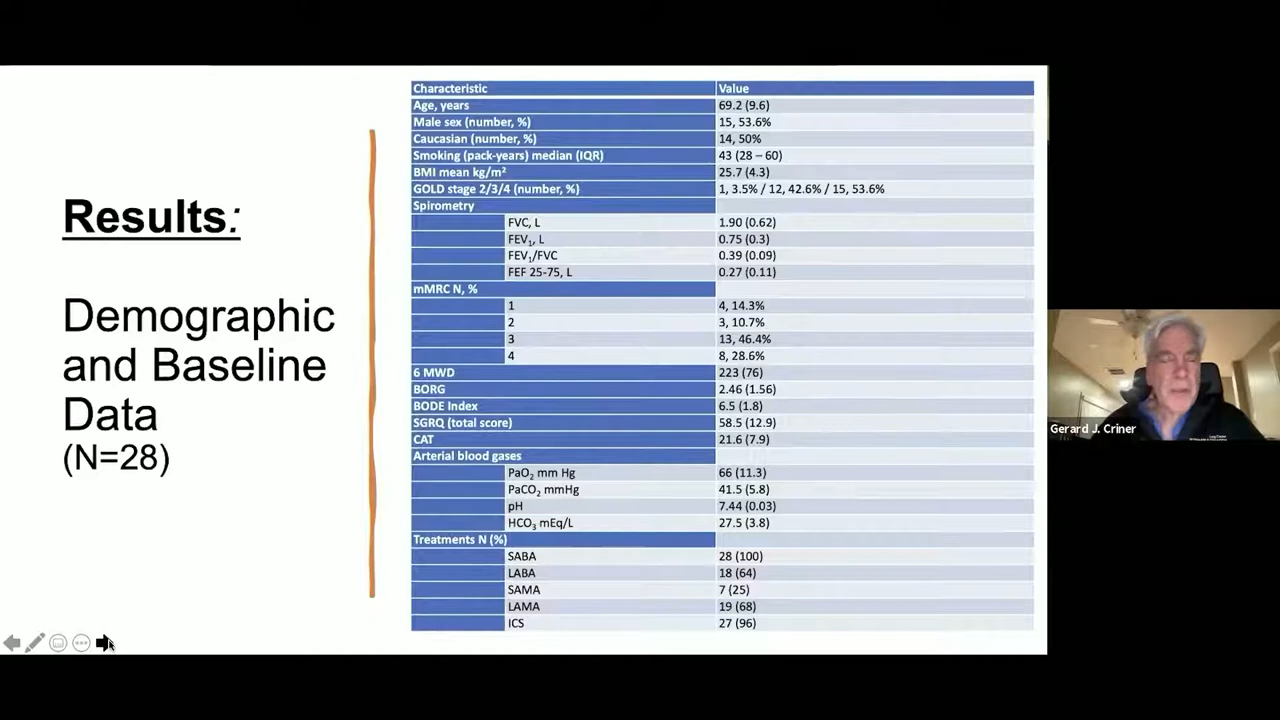 Results:
Demographic
and Baseline
Data
(N=28)
Characteristic Value
Age, years 69.2 (9.6)
Male sex (number, %) 15, 53.6%
Caucasian (number, %) 14, 50%
Smoking (pack-years) median (IQR) 43 (28 – 60)
BMI mean kg/m² 25.7 (4.3)
GOLD stage 2/3/4 (number, %) 1, 3.5% / 12, 42.6% / 15, 53.6%
Spirometry
FVC, L 1.90 (0.62)
FEV₁, L 0.75 (0.3)
FEV₁/FVC 0.39 (0.09)
FEF 25-75, L 0.27 (0.11)
mMRC N, %
1 4, 14.3%
2 3, 10.7%
3 13, 46.4%
4 8, 28.6%
6 MWD 223 (76)
BORG 2.46 (1.56)
BODE Index 6.5 (1.8)
SGRQ (total score) 58.5 (12.9)
CAT 21.6 (7.9)
Arterial blood gases
PaO₂ mm Hg 66 (11.3)
PaCO₂ mmHg 41.5 (5.8)
pH 7.44 (0.03)
HCO₃ mEq/L 27.5 (3.8)
Treatments N (%)
SABA 28 (100)
LABA 18 (64)
SAMA 7 (25)
LAMA 19 (68)
ICS 27 (96)
Gerard J. Criner